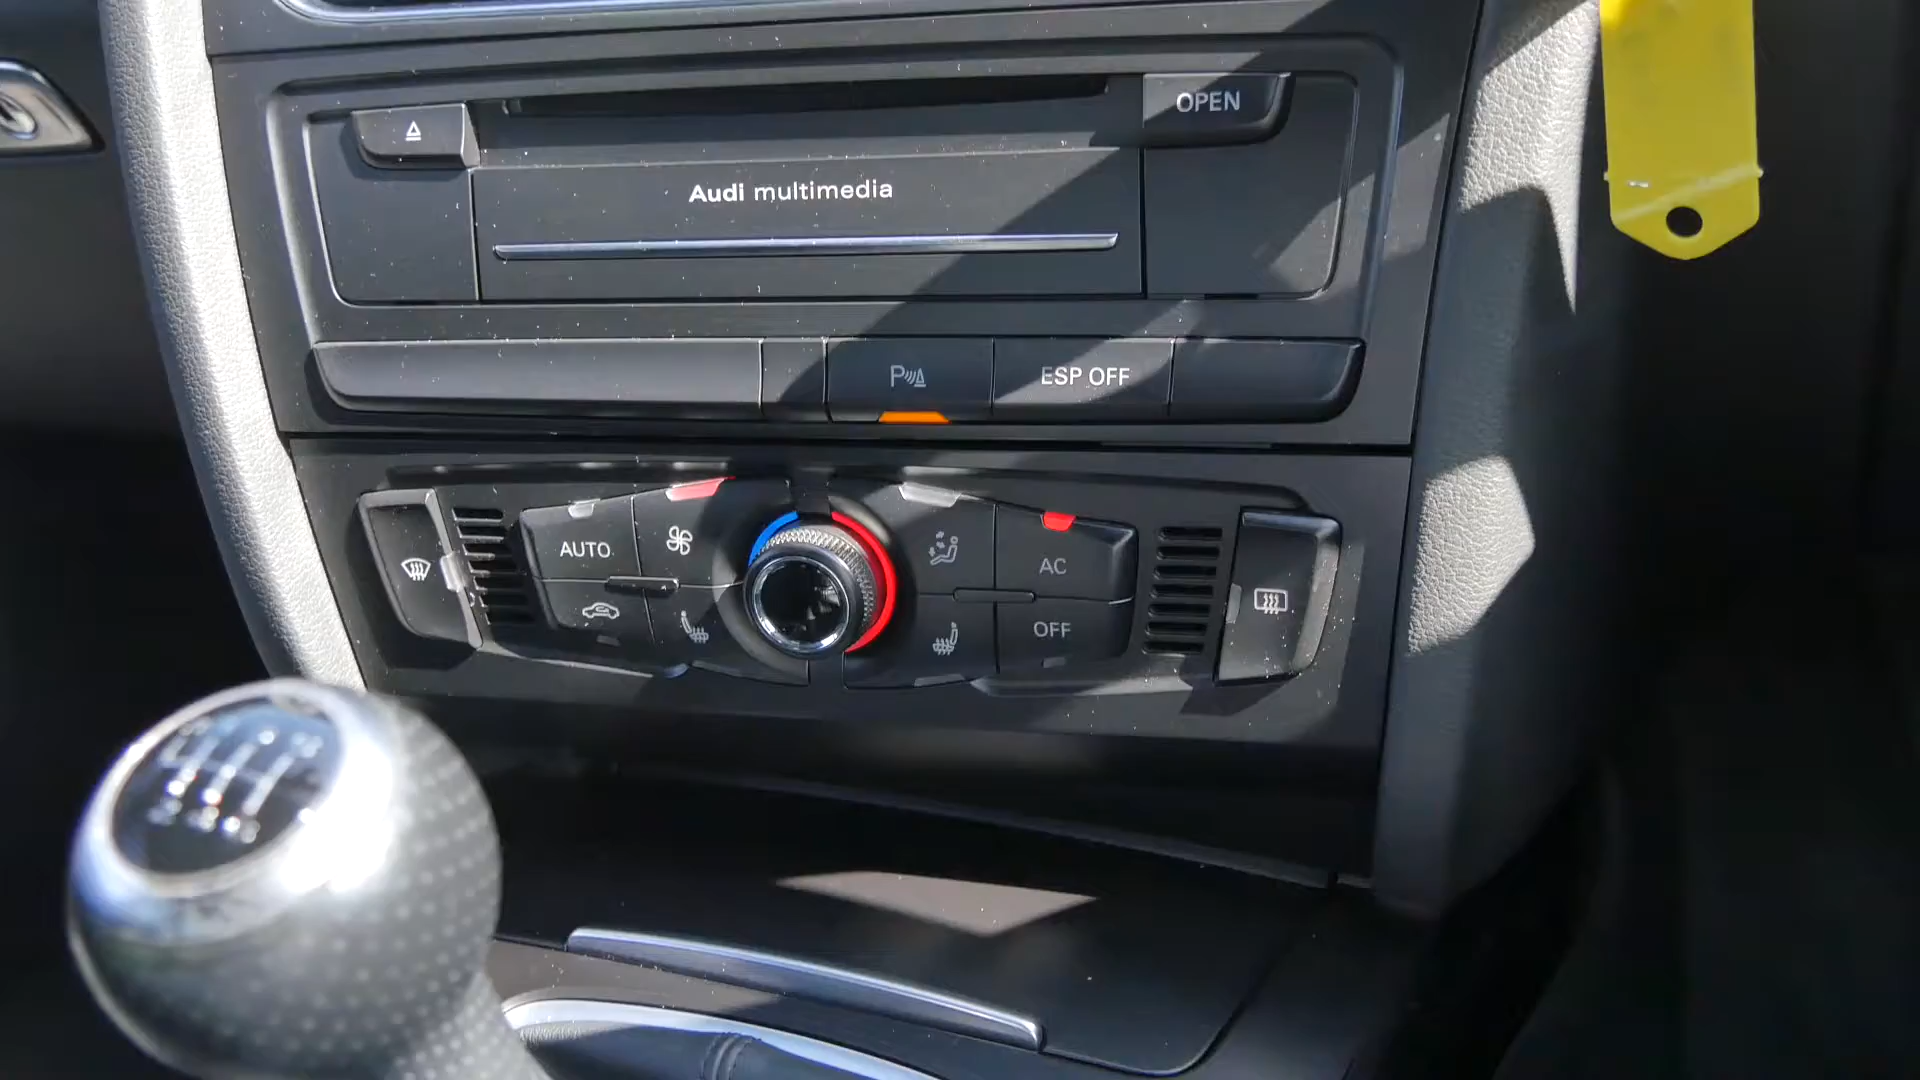 OPEN
Audi multimedia
P
ESP OFF
AUTO
AC
OFF